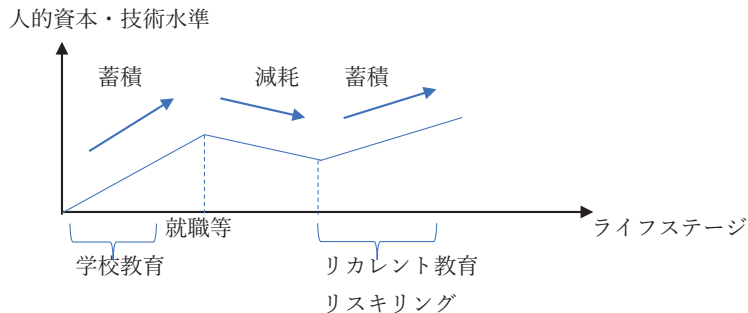 人的資本・技術水準
蓄積
減耗
蓄積
就職等
ライフステージ
学校教育
リカレント教育
リスキリング